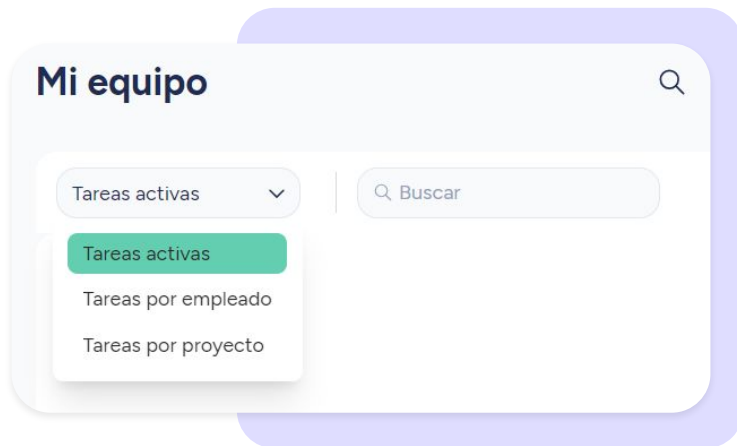 Mi equipo
Tareas activas
Buscar
Tareas activas
Tareas por empleado
Tareas por proyecto